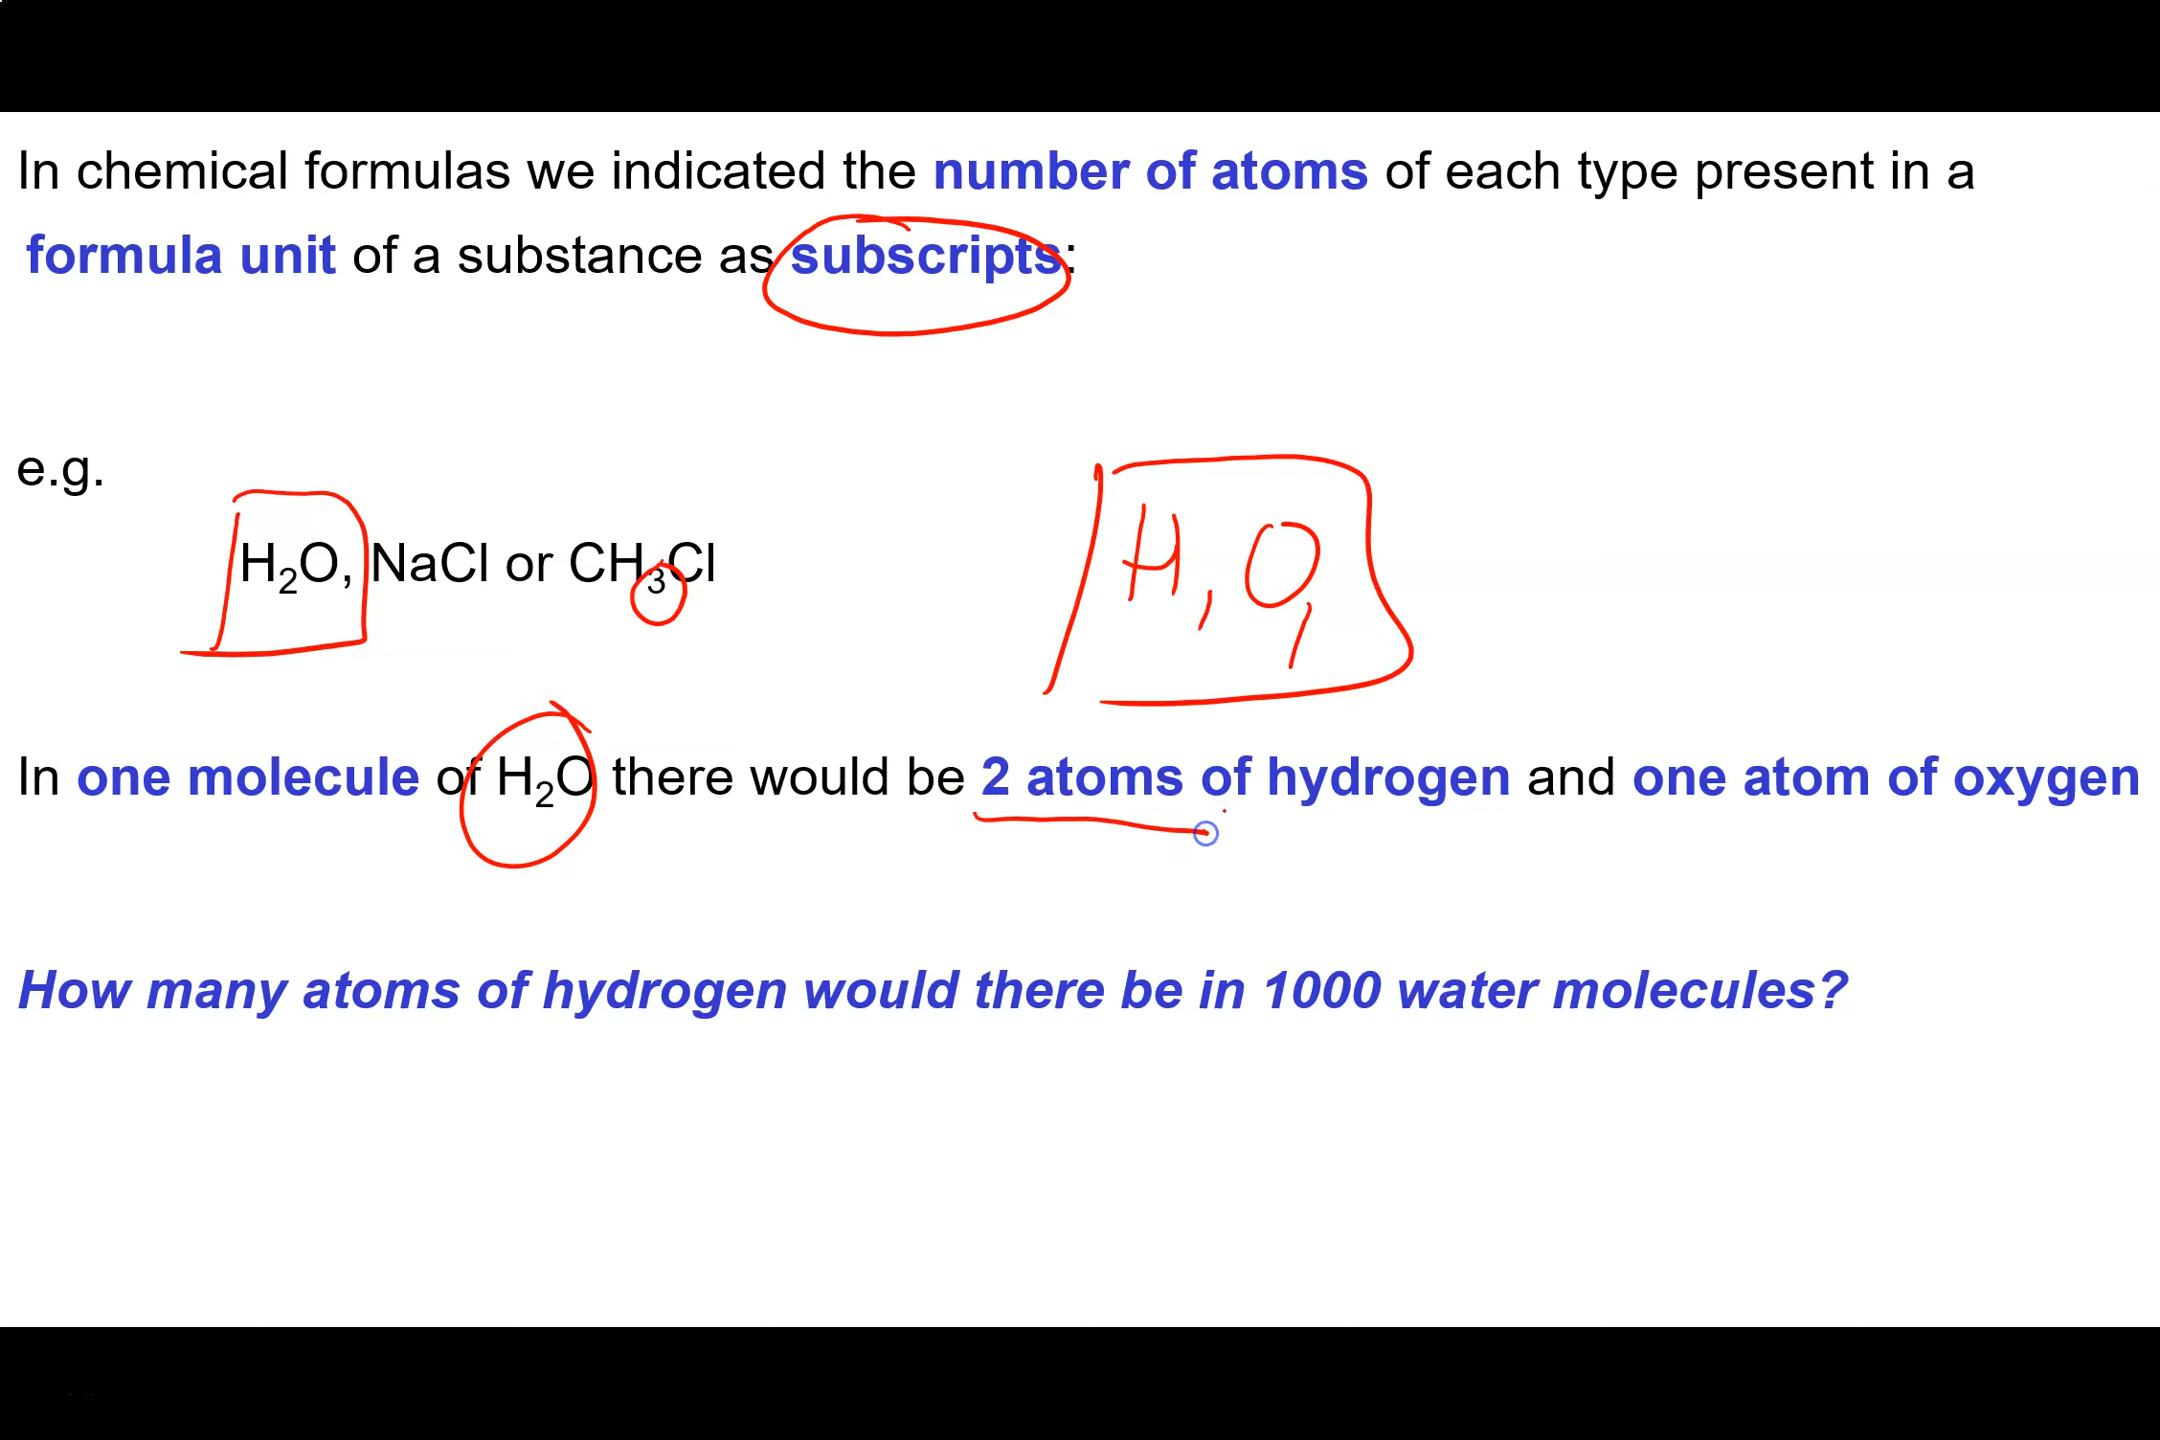 In chemical formulas we indicated the number of atoms of each type present in a
formula unit of a substance as subscripts:
e.g.
H₂O, NaCl or CH₃Cl
H, O,
In one molecule of H₂O there would be 2 atoms of hydrogen and one atom of oxygen
How many atoms of hydrogen would there be in 1000 water molecules?